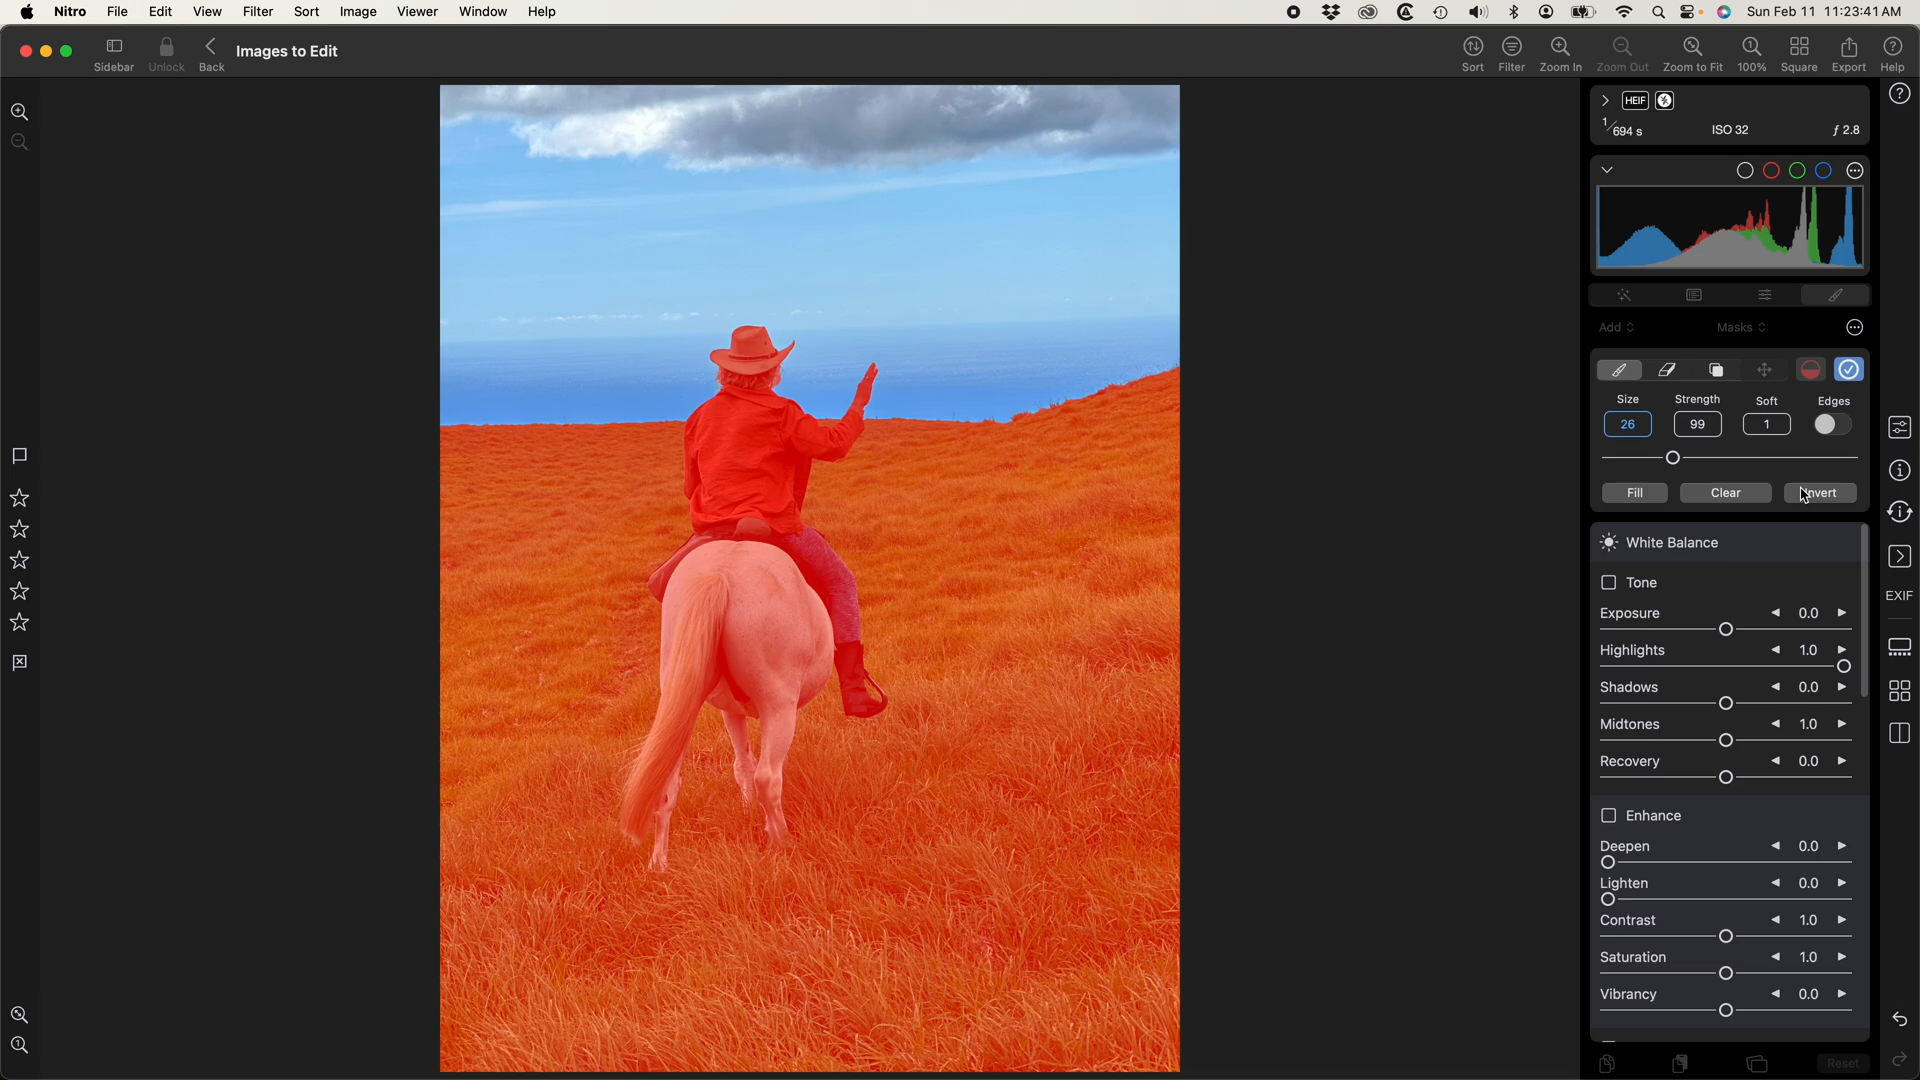 Nitro File Edit View Filter Sort Image Viewer Window Help Sun Feb 11 11:23:41 AM
Images to Edit
Sidebar Unlock Back Sort Filter Zoom In Zoom Out Zoom to Fit 100% Square Export Help
HEIF
1/694 s ISO 32 ƒ 2.8
Add Masks
Size Strength Soft Edges
26 99 1
Fill Clear Invert
White Balance
Tone
Exposure 0.0
EXIF
Highlights 1.0
Shadows 0.0
Midtones 1.0
Recovery 0.0
Enhance
Deepen 0.0
Lighten 0.0
Contrast 1.0
Saturation 1.0
Vibrancy 0.0
Reset